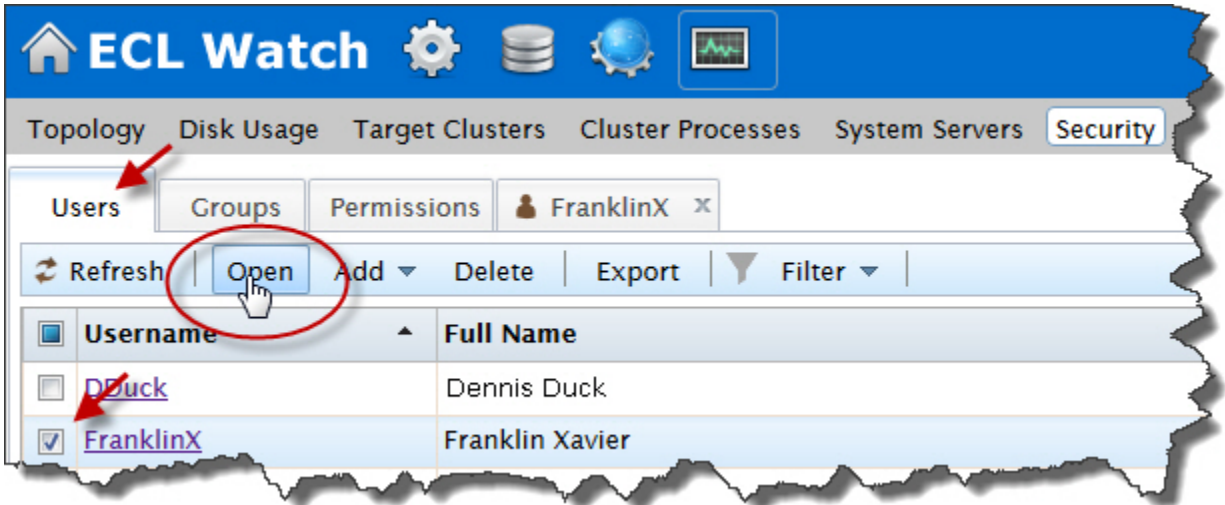 ECL Watch
Topology Disk Usage Target Clusters Cluster Processes System Servers Security
Users Groups Permissions FranklinX x
Refresh Open Add Delete Export Filter
Username Full Name
DDuck Dennis Duck
FranklinX Franklin Xavier